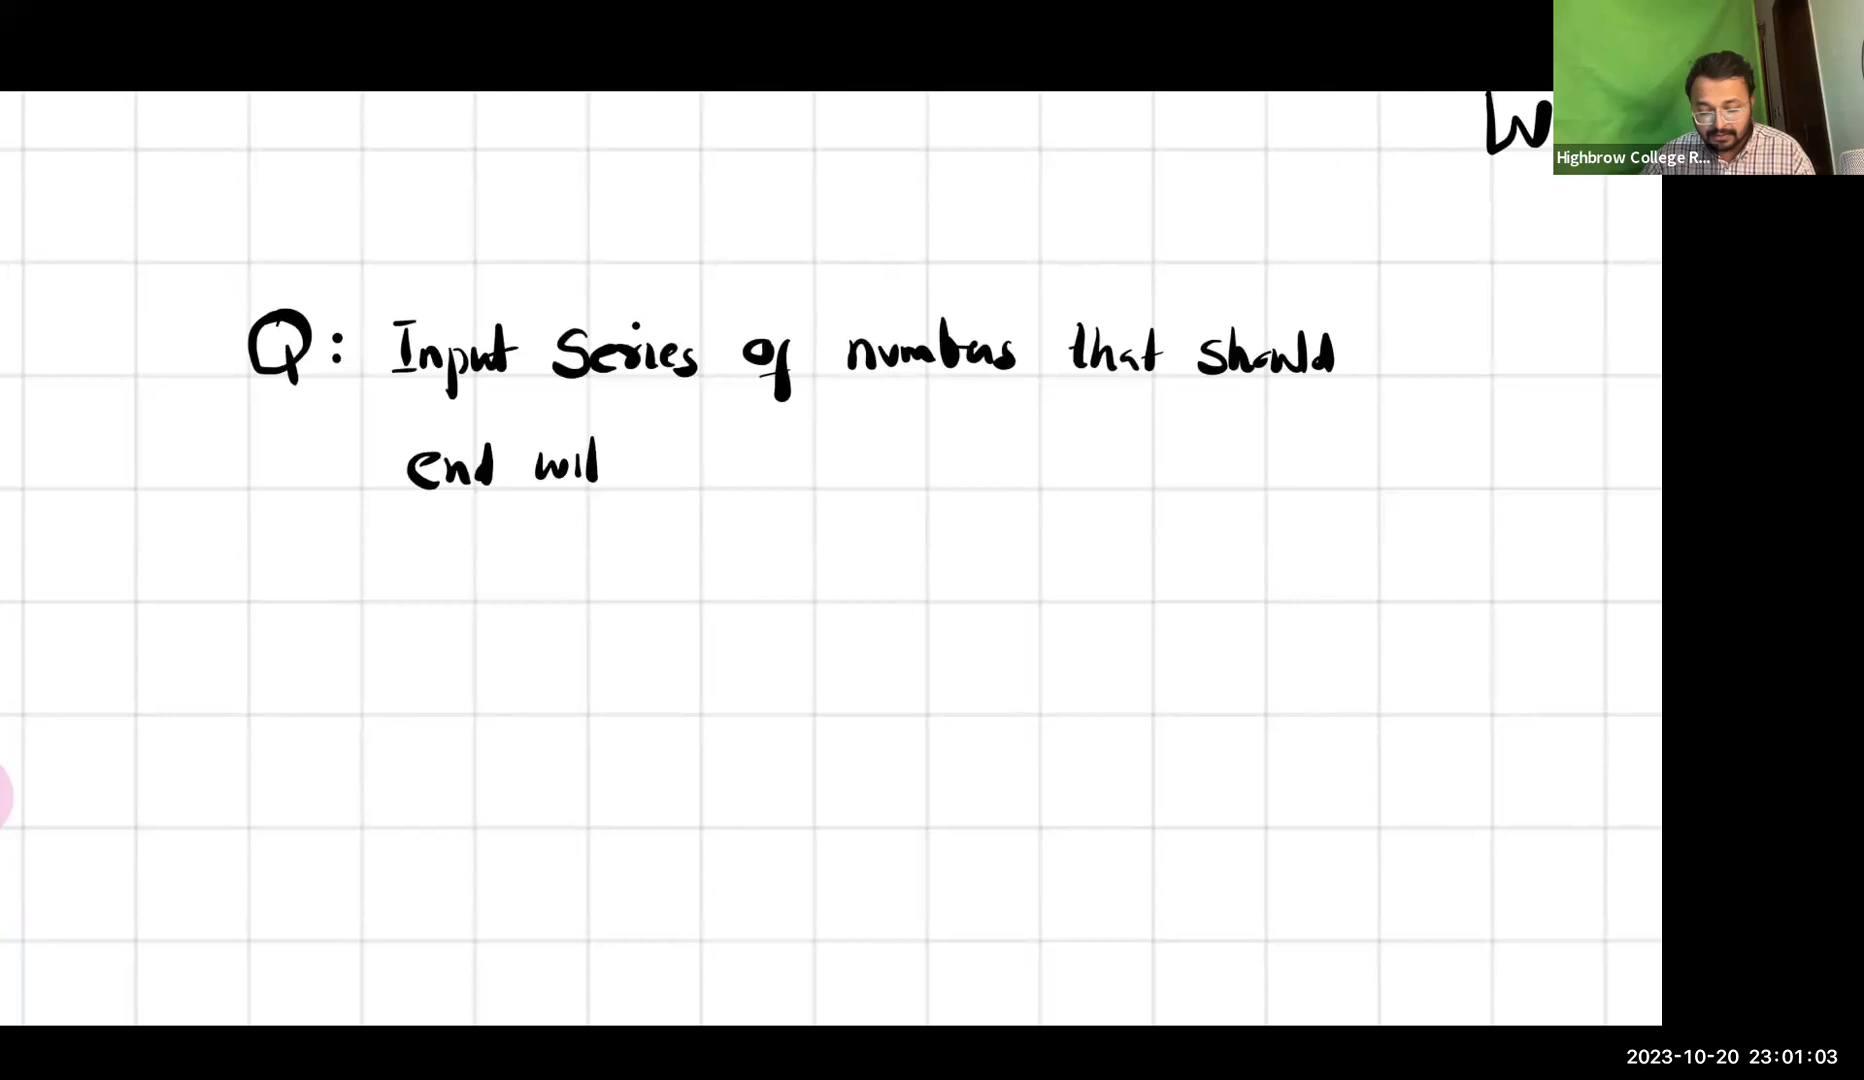 W
Highbrow College R...
Q: Input Series of numbers that should
end wil
2023-10-20 23:01:03